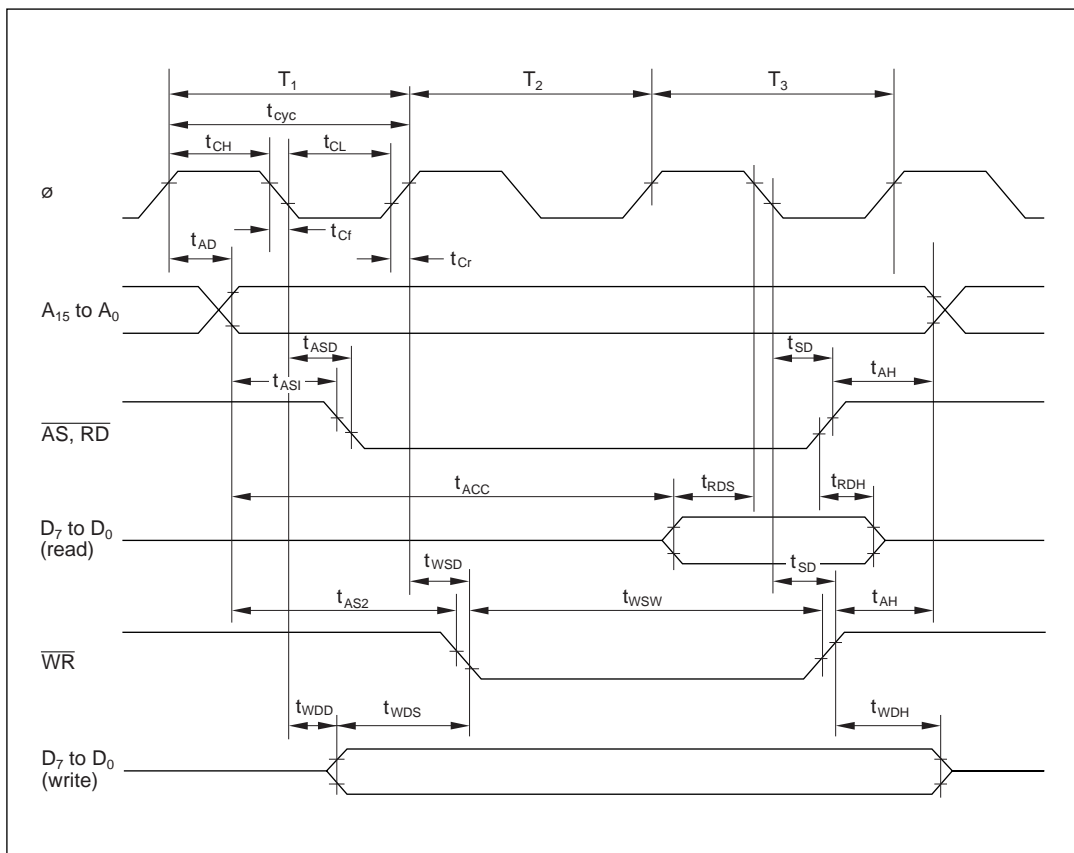 T1 T2 T3
tcyc
tCH tCL
ø
tCf
tAD
tCr
A15 to A0
tASD tSD
tASI tAH
AS, RD
tACC tRDS tRDH
D7 to D0
(read)
tWSD tSD
tAS2 tWSW tAH
WR
tWDD tWDS tWDH
D7 to D0
(write)